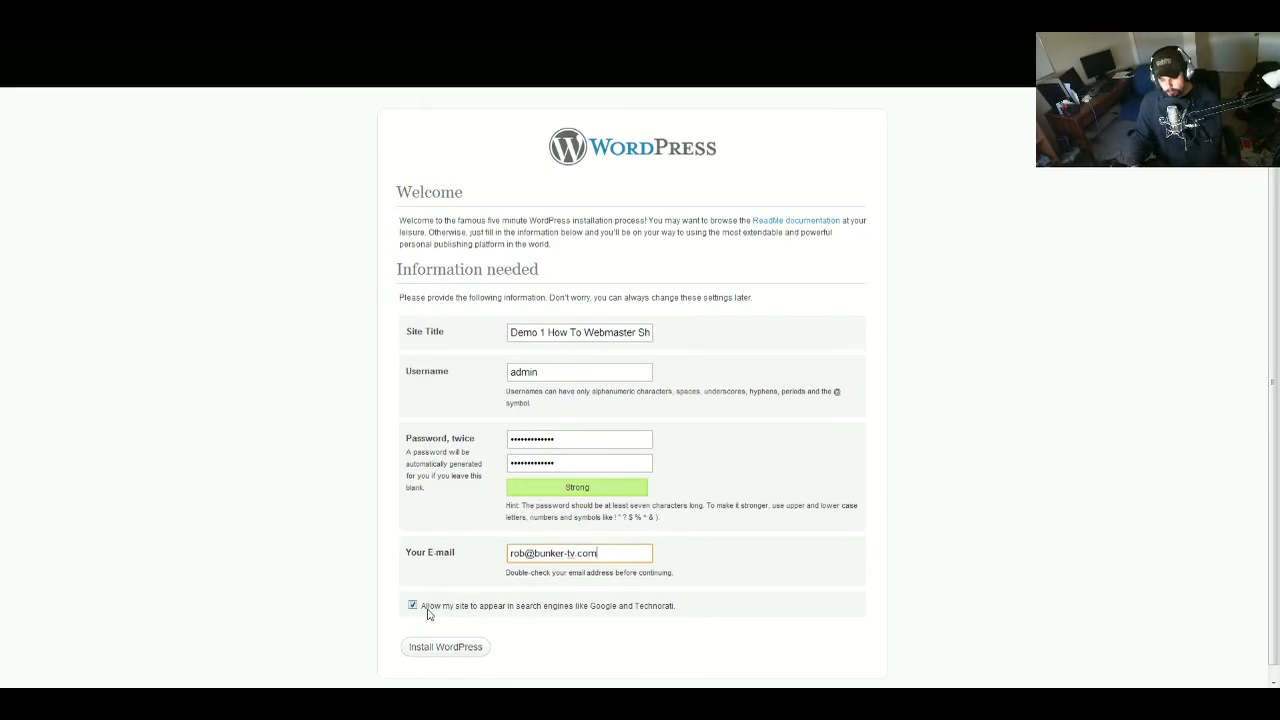 WORDPRESS
Welcome
Welcome to the famous five minute WordPress installation process! You may want to browse the ReadMe documentation at your
leisure. Otherwise, just fill in the information below and you'll be on your way to using the most extendable and powerful
personal publishing platform in the world.
Information needed
Please provide the following information. Don't worry, you can always change these settings later.
Site Title
Demo 1 How To Webmaster Sh
Username
admin
Usernames can have only alphanumeric characters, spaces, underscores, hyphens, periods and the @
symbol.
Password, twice
A password will be
automatically generated
for you if you leave this
blank.
•••••••••••••
•••••••••••••
Strong
Hint: The password should be at least seven characters long. To make it stronger, use upper and lower case
letters, numbers and symbols like ! " ? $ % ^ & ).
Your E-mail
rob@bunker-tv.com
Double-check your email address before continuing.
Allow my site to appear in search engines like Google and Technorati.
Install WordPress